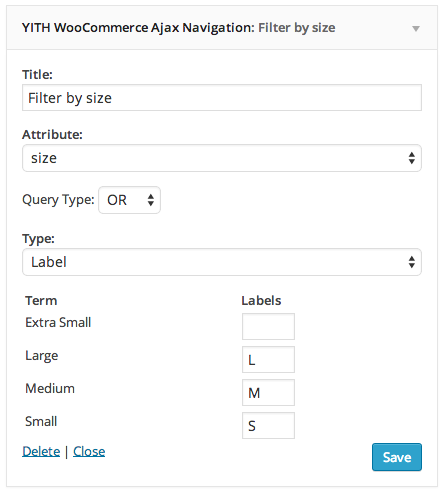 YITH WooCommerce Ajax Navigation: Filter by size
Title:
Filter by size
Attribute:
size
Query Type: OR
Type:
Label
Term Labels
Extra Small
Large L
Medium M
Small S
Delete | Close Save